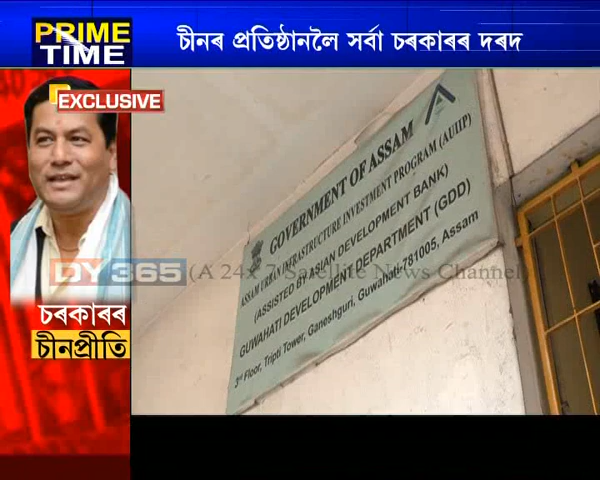 PRIME
TIME
চীনৰ প্ৰতিষ্ঠানলৈ সৰ্বা চৰকাৰৰ দৰদ
EXCLUSIVE
GOVERNMENT OF ASSAM
ASSAM URBAN INFRASTRUCTURE INVESTMENT PROGRAM (AUIIP)
(ASSISTED BY ASIAN DEVELOPMENT BANK)
GUWAHATI DEVELOPMENT DEPARTMENT (GDD)
3rd Floor, Tripti Tower, Ganeshguri, Guwahati-781005, Assam
DY 365 (A 24x7 Satellite News Channel)
চৰকাৰৰ
চীনপ্ৰীতি